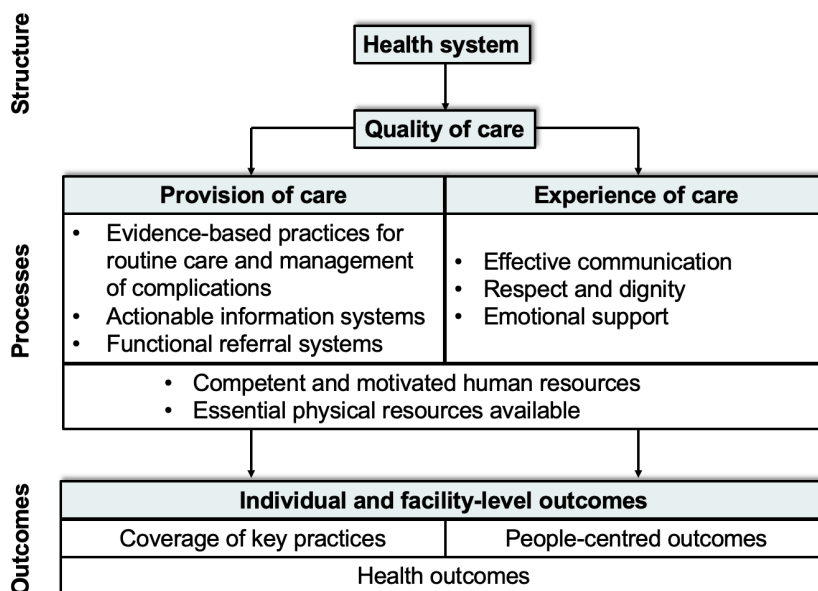 Structure
Health system
Quality of care
Processes
Provision of care
Experience of care
• Evidence-based practices for
routine care and management
of complications
• Actionable information systems
• Functional referral systems
• Effective communication
• Respect and dignity
• Emotional support
• Competent and motivated human resources
• Essential physical resources available
Outcomes
Individual and facility-level outcomes
Coverage of key practices
People-centred outcomes
Health outcomes